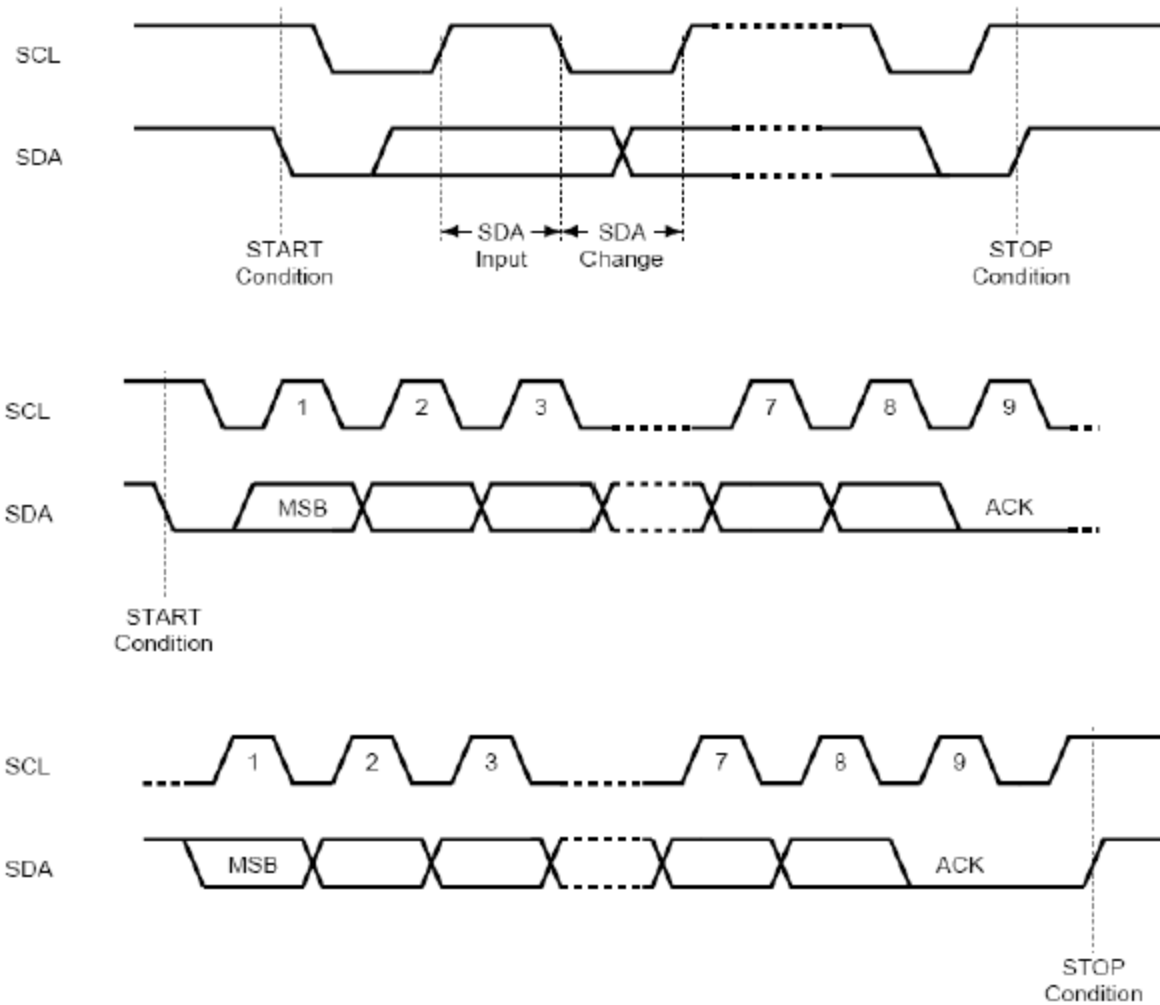 SCL
SDA
SDA SDA
Input Change
START STOP
Condition Condition
SCL 1 2 3 7 8 9
SDA MSB ACK
START
Condition
SCL 1 2 3 7 8 9
SDA MSB ACK
STOP
Condition